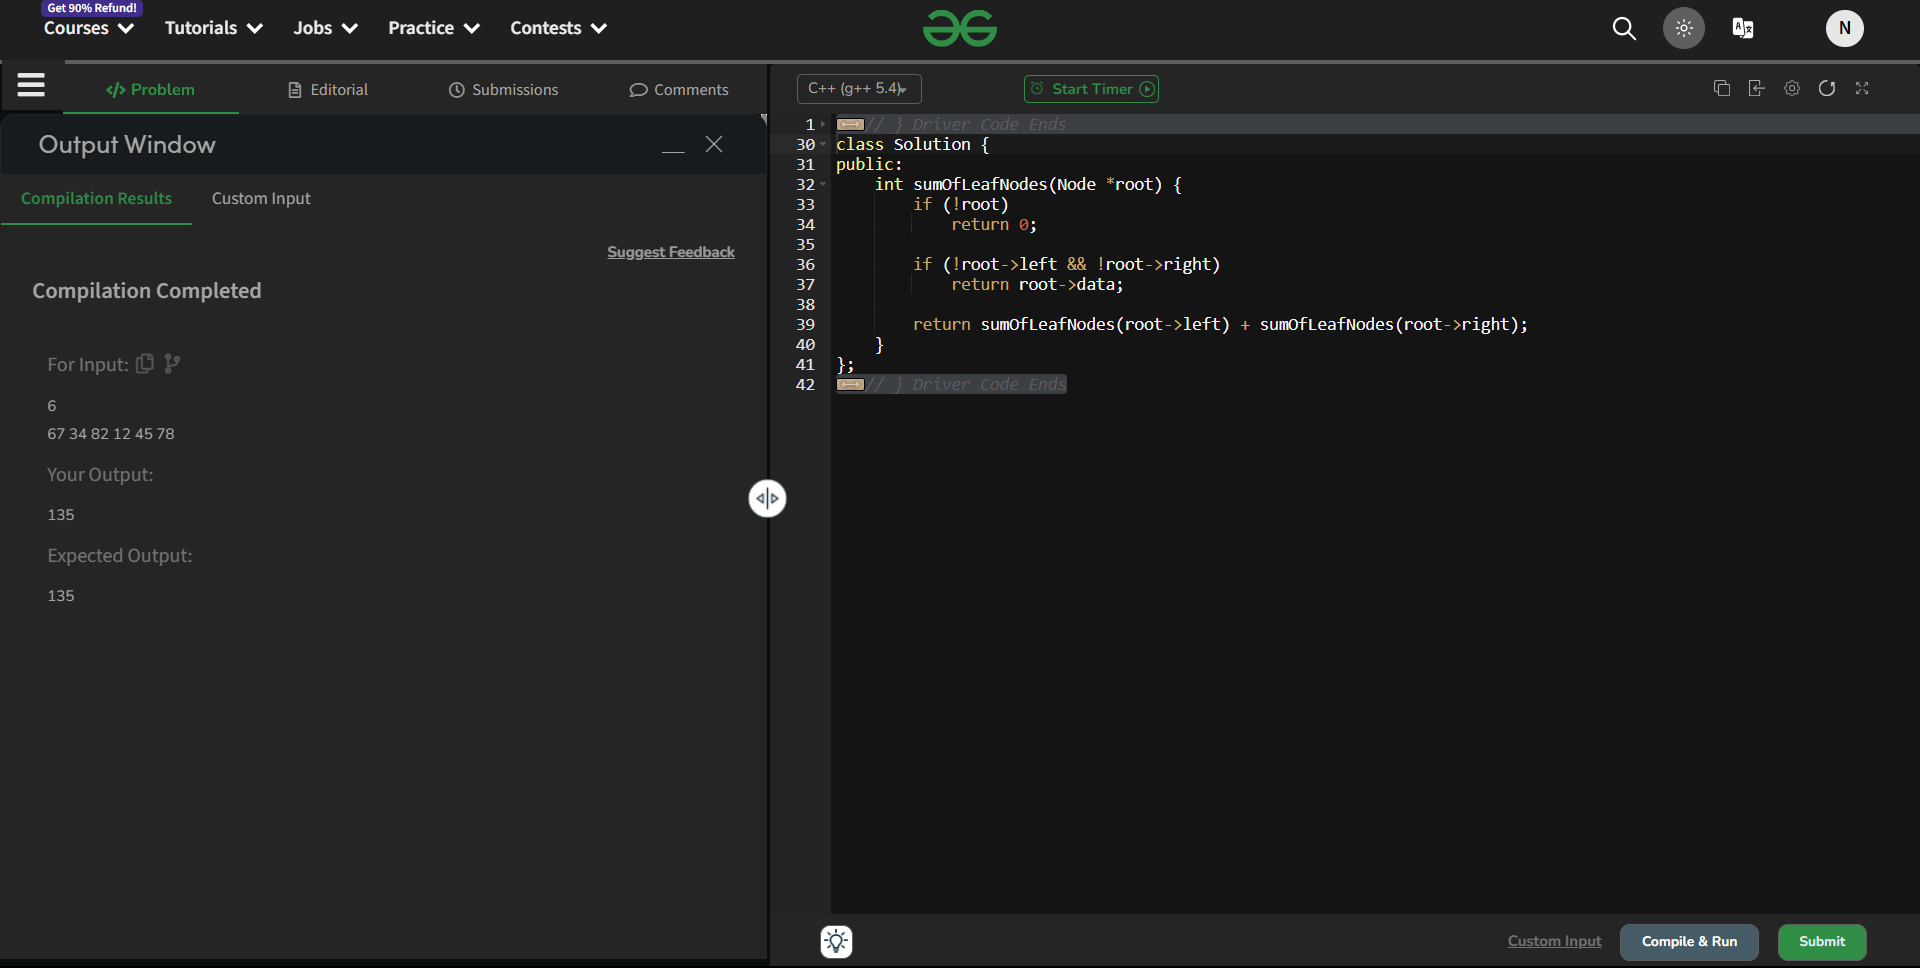 Get 90% Refund!
Courses Tutorials Jobs Practice Contests
N
Problem Editorial Submissions Comments
C++ (g++ 5.4) Start Timer
Output Window
Compilation Results Custom Input
Suggest Feedback
Compilation Completed
For Input:
6
67 34 82 12 45 78
Your Output:
135
Expected Output:
135
1 // } Driver Code Ends
30 class Solution {
31 public:
32 int sumOfLeafNodes(Node *root) {
33 if (!root)
34 return 0;
35
36 if (!root->left && !root->right)
37 return root->data;
38
39 return sumOfLeafNodes(root->left) + sumOfLeafNodes(root->right);
40 }
41 };
42 // } Driver Code Ends
Custom Input Compile & Run Submit